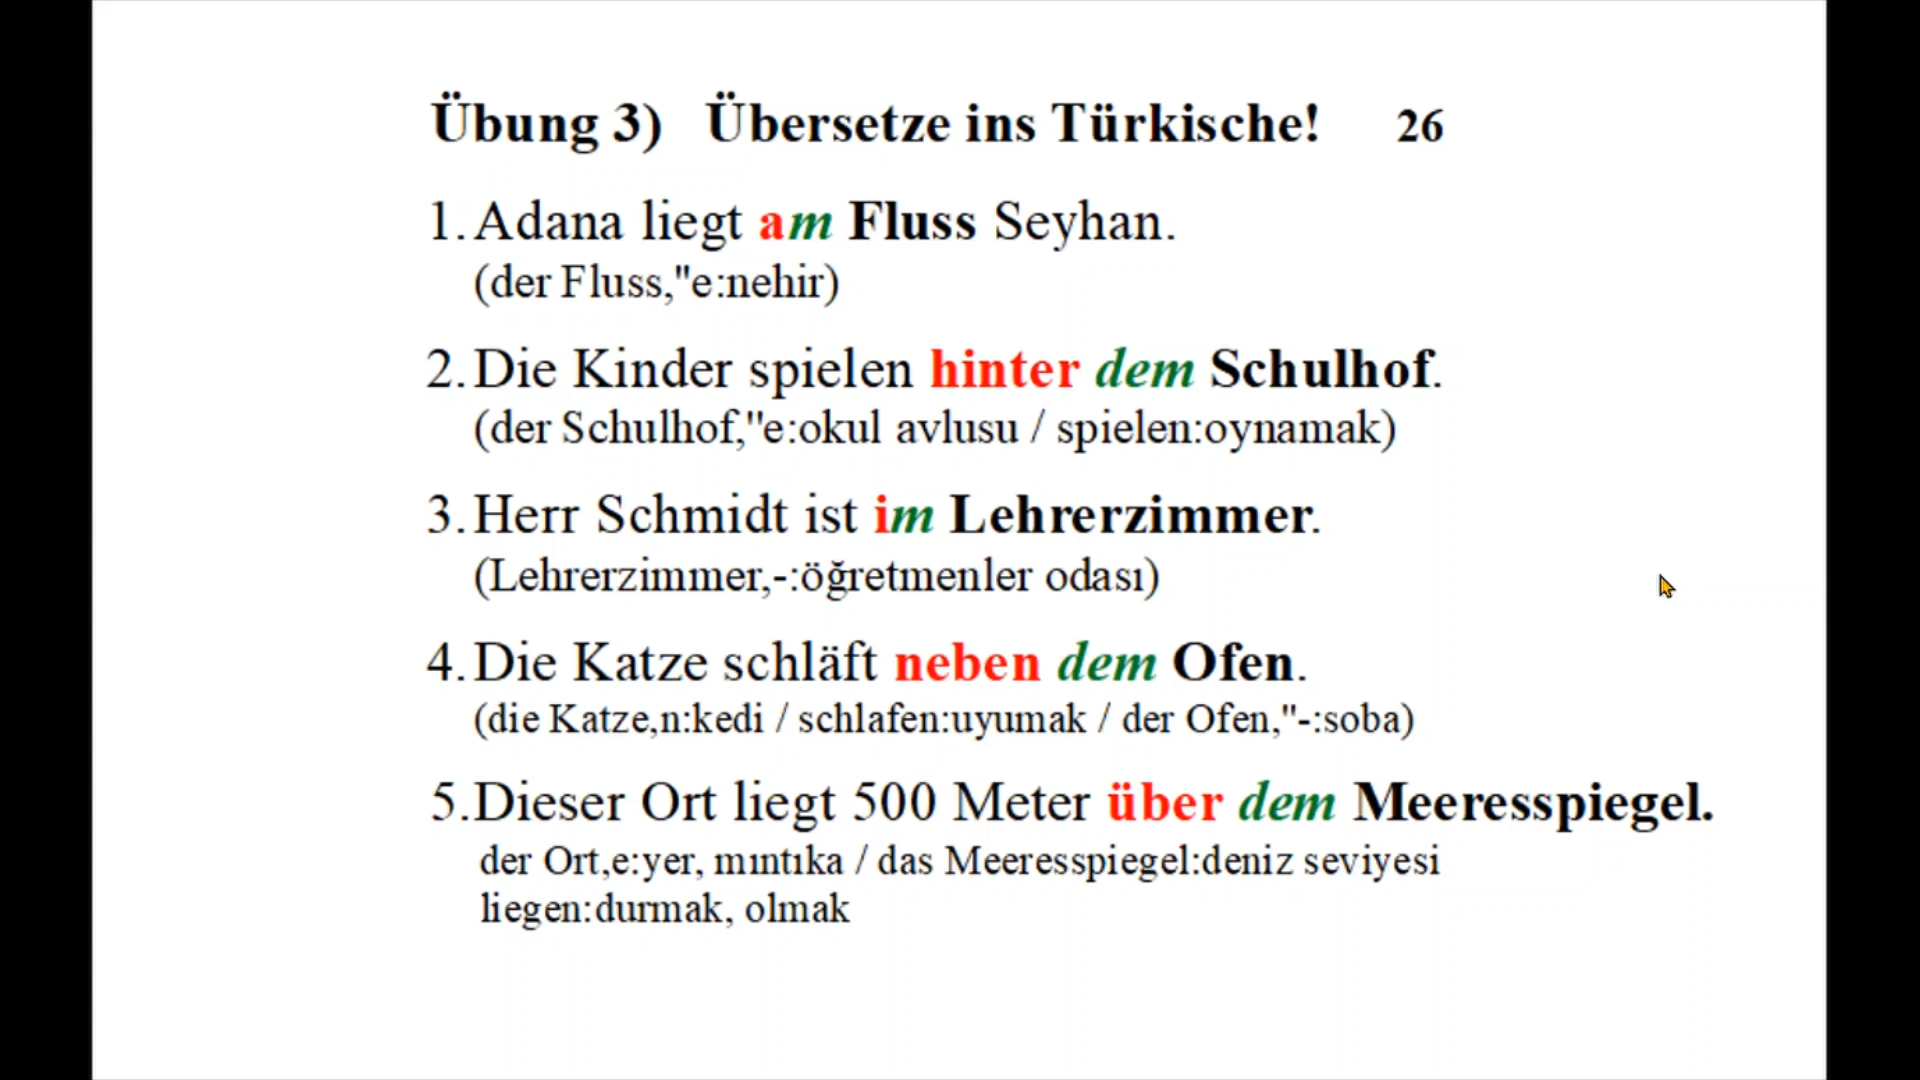 Übung 3) Übersetze ins Türkische! 26
1. Adana liegt am Fluss Seyhan.
(der Fluss,"e:nehir)
2. Die Kinder spielen hinter dem Schulhof.
(der Schulhof,"e:okul avlusu / spielen:oynamak)
3. Herr Schmidt ist im Lehrerzimmer.
(Lehrerzimmer,-:öğretmenler odası)
4. Die Katze schläft neben dem Ofen.
(die Katze,n:kedi / schlafen:uyumak / der Ofen,"-:soba)
5.Dieser Ort liegt 500 Meter über dem Meeresspiegel.
der Ort,e:yer, mıntıka / das Meeresspiegel:deniz seviyesi
liegen:durmak, olmak